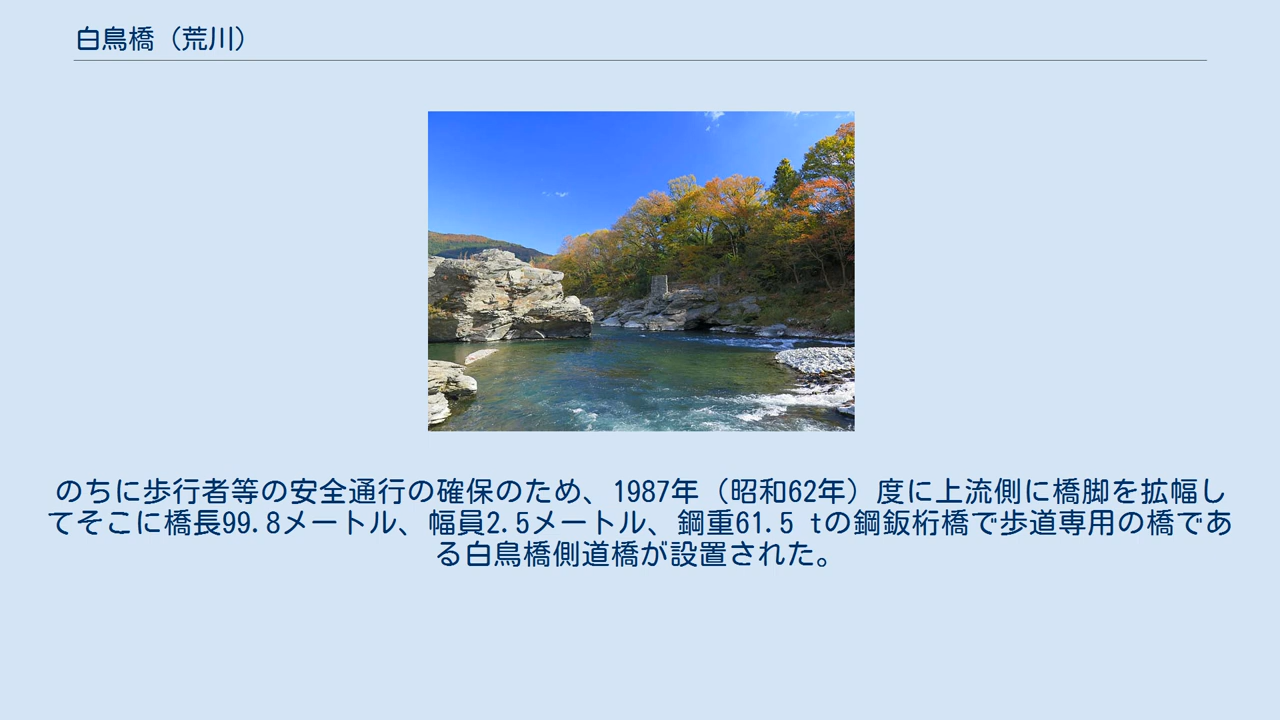 白鳥橋（荒川）
のちに歩行者等の安全通行の確保のため、1987年（昭和62年）度に上流側に橋脚を拡幅し
てそこに橋長99.8メートル、幅員2.5メートル、鋼重61.5 tの鋼鈑桁橋で歩道専用の橋であ
る白鳥橋側道橋が設置された。